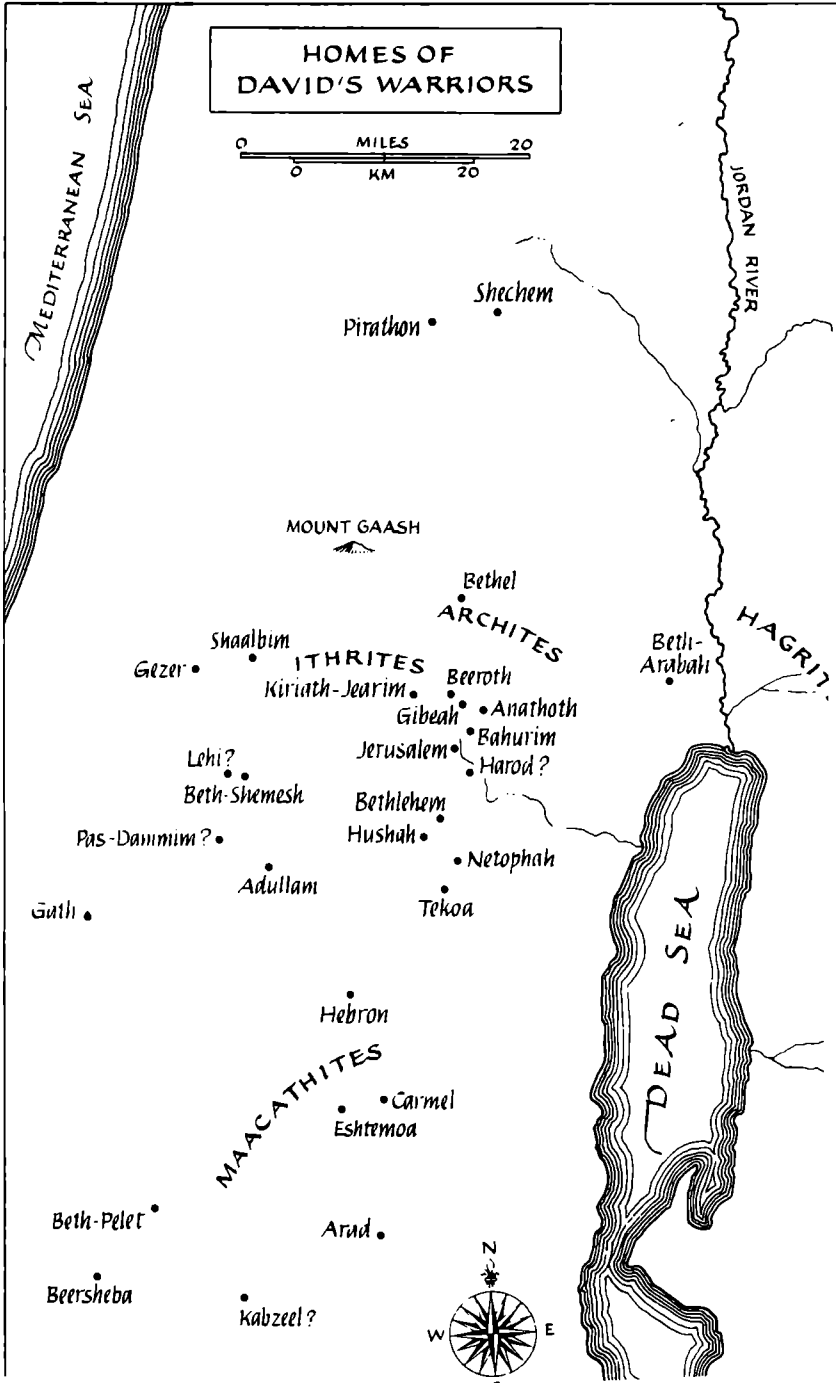 HOMES OF
DAVID'S WARRIORS
0 MILES 20
0 KM 20
MEDITERRANEAN SEA
JORDAN RIVER
Shechem
Pirathon
MOUNT GAASH
Bethel
ARCHITES
HAGRIT
Beth-
Arabah
Shaalbim
Gezer
ITHRITES
Beeroth
Kiriath-Jearim
Gibeah
Anathoth
Bahurim
Jerusalem
Harod?
Lehi?
Beth-Shemesh
Bethlehem
Pas-Dammim?
Hushah
Netophah
Adullam
Tekoa
Gath
DEAD SEA
Hebron
MAACATHITES
Carmel
Eshtemoa
Beth-Pelet
Arad
Beersheba
Kabzeel?
N
W E